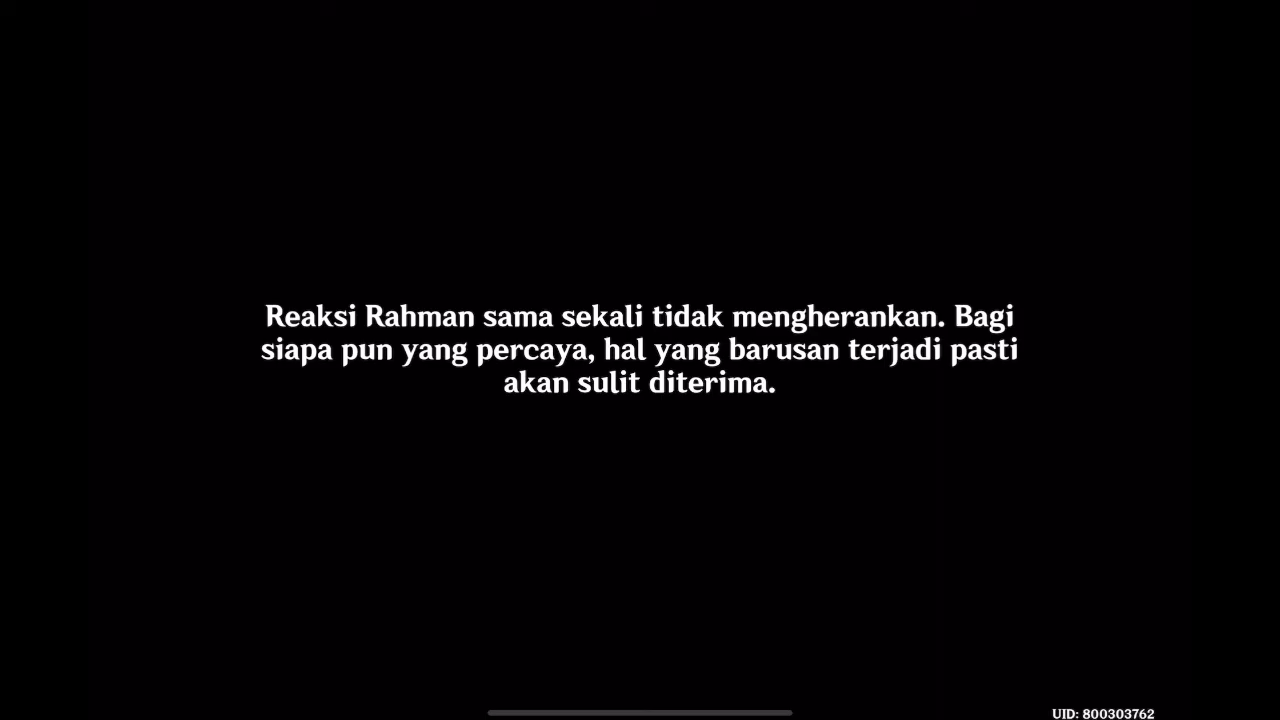 Reaksi Rahman sama sekali tidak mengherankan. Bagi
siapa pun yang percaya, hal yang barusan terjadi pasti
akan sulit diterima.
UID: 800303762